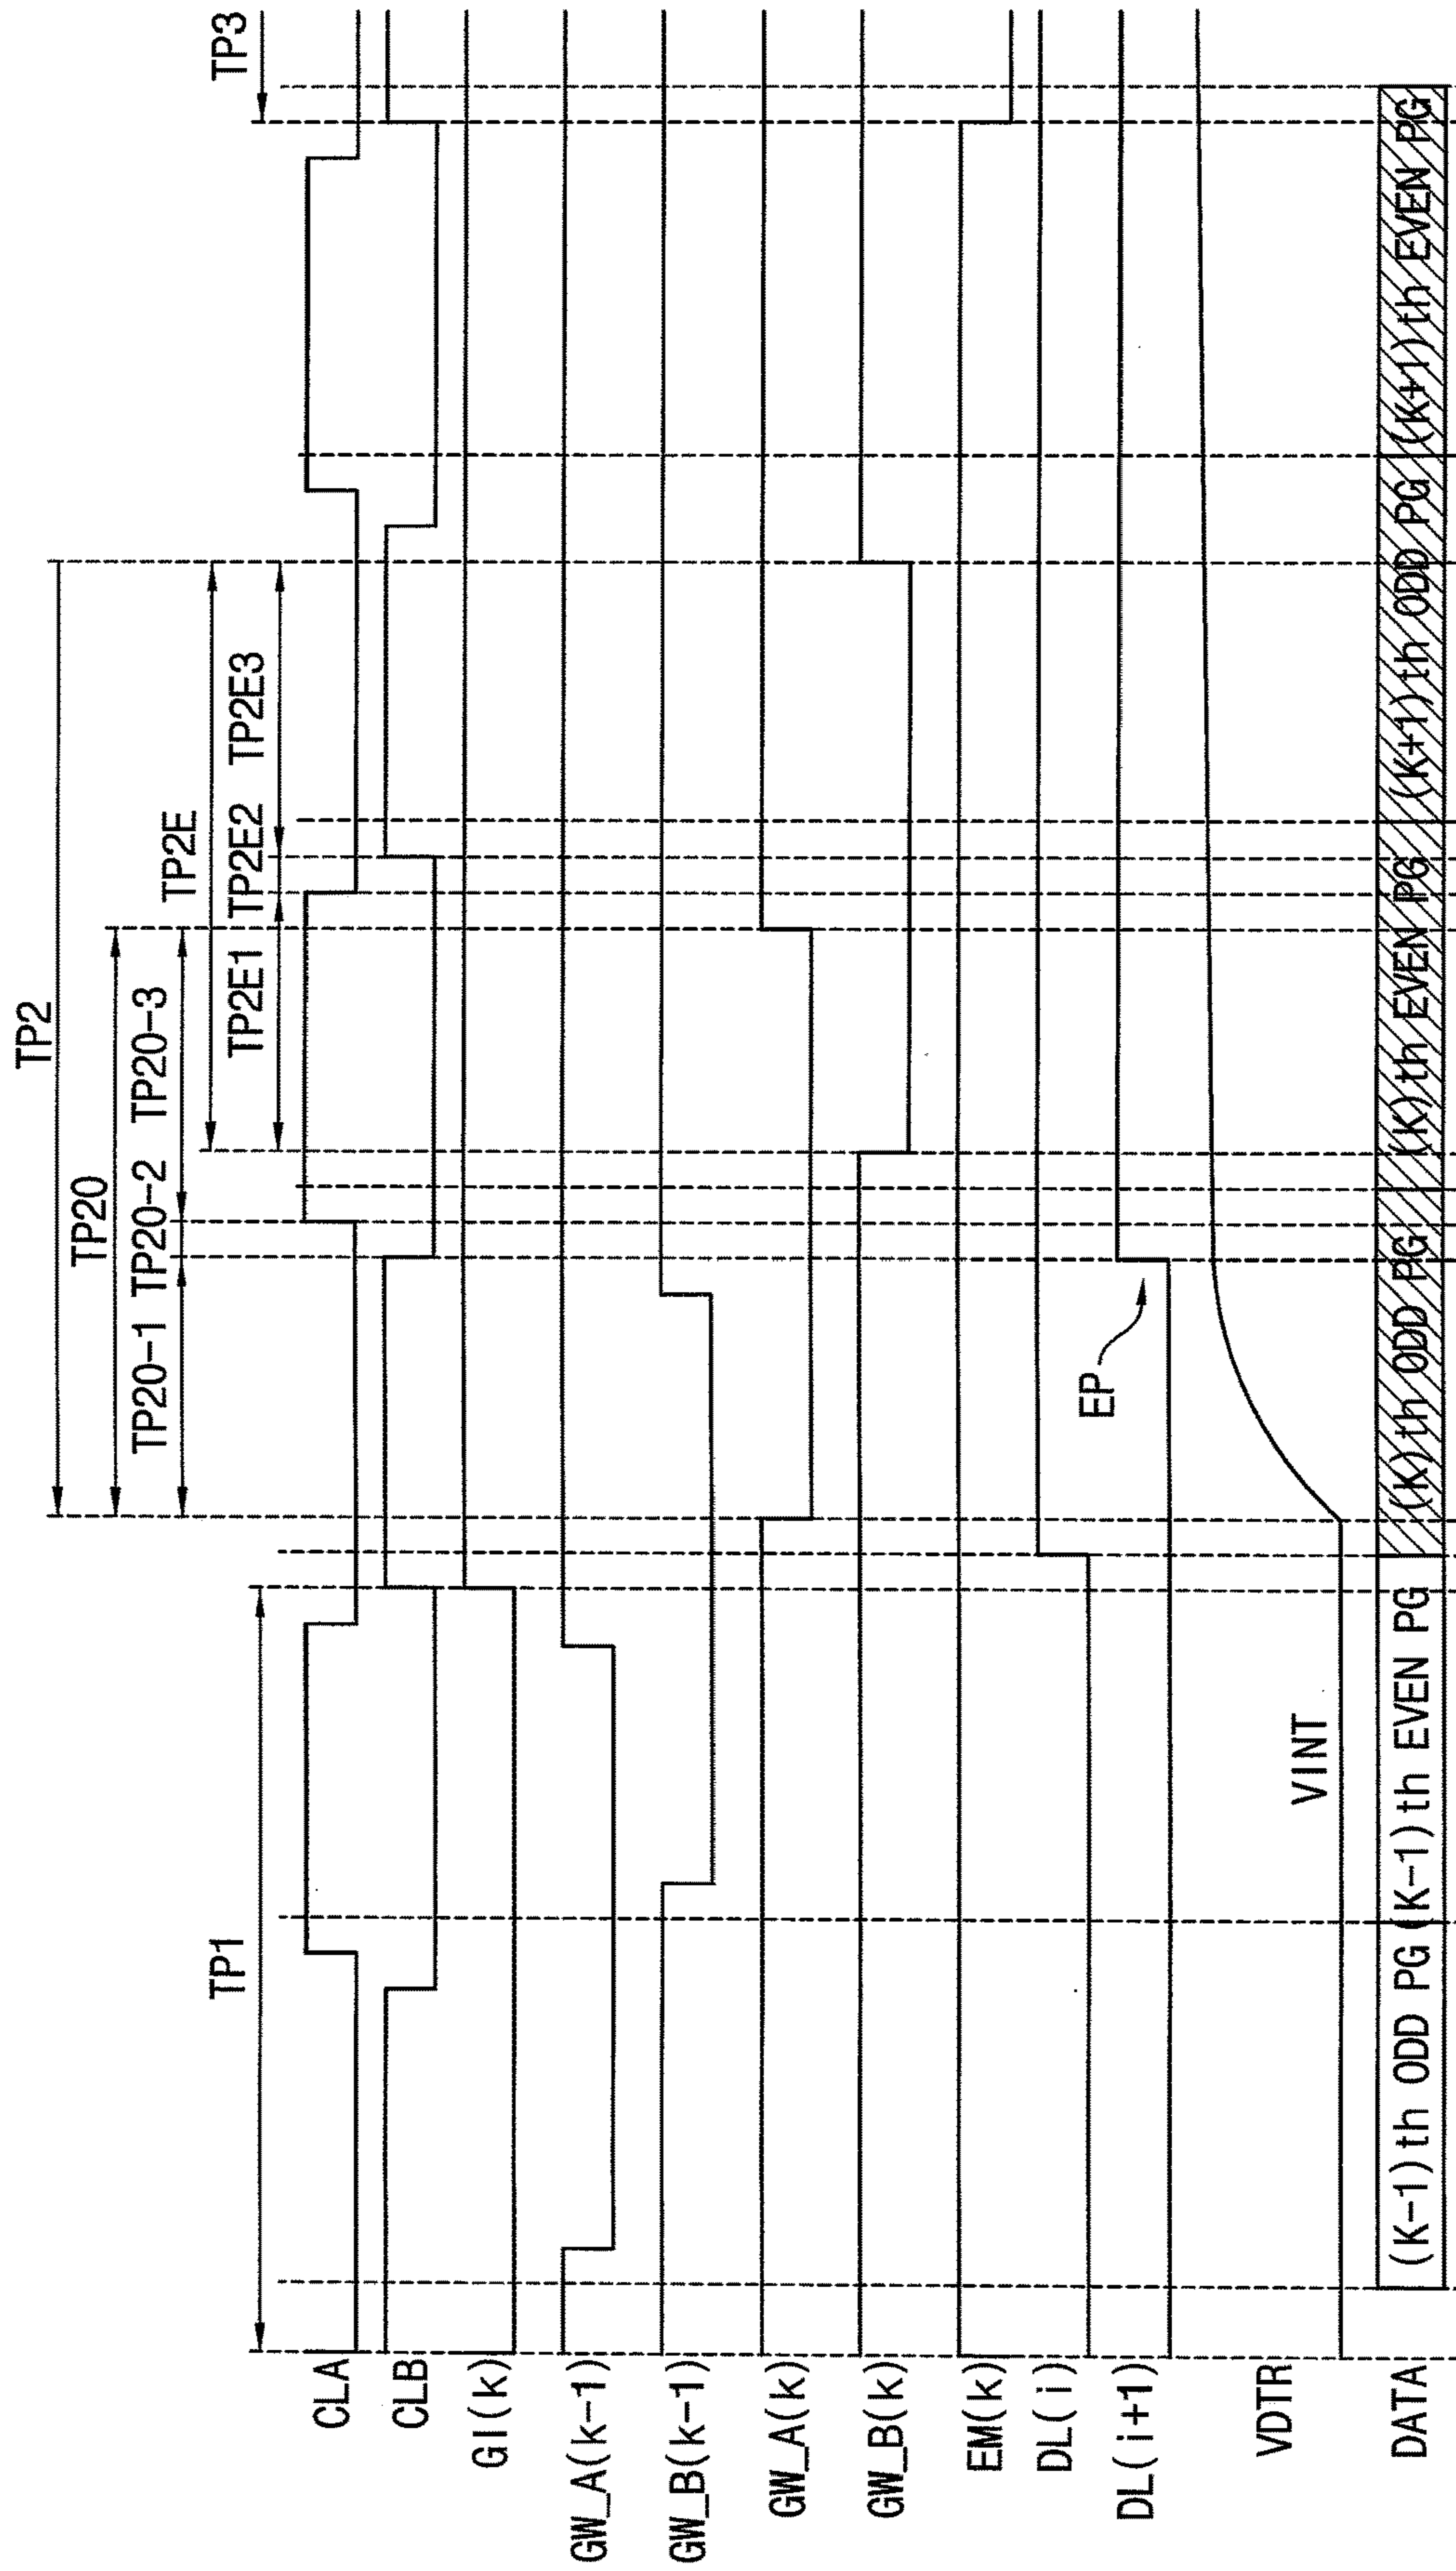 TP2
TP20
TP20-1 TP20-2 TP20-3
TP2E
TP1
TP2E1 TP2E2 TP2E3
TP3
CLA
CLB
GI(k)
GW_A(k-1)
GW_B(k-1)
GW_A(k)
GW_B(k)
EM(k)
DL(i)
EP
DL(i+1)
VDTR
VINT
DATA
(K-1)th ODD PG (K-1)th EVEN PG (K)th ODD PG (K)th EVEN PG (K+1)th ODD PG (K+1)th EVEN PG